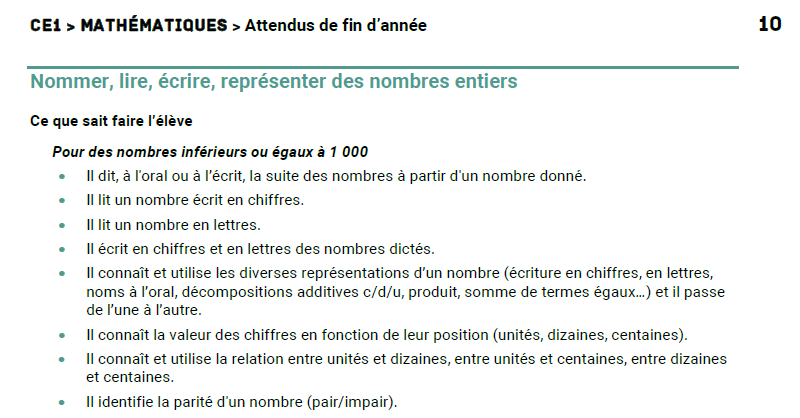 CE1 > MATHÉMATIQUES > Attendus de fin d'année
10
Nommer, lire, écrire, représenter des nombres entiers
Ce que sait faire l'élève
Pour des nombres inférieurs ou égaux à 1 000
• Il dit, à l'oral ou à l'écrit, la suite des nombres à partir d'un nombre donné.
• Il lit un nombre écrit en chiffres.
• Il lit un nombre en lettres.
• Il écrit en chiffres et en lettres des nombres dictés.
• Il connaît et utilise les diverses représentations d'un nombre (écriture en chiffres, en lettres,
noms à l'oral, décompositions additives c/d/u, produit, somme de termes égaux…) et il passe
de l'une à l'autre.
• Il connaît la valeur des chiffres en fonction de leur position (unités, dizaines, centaines).
• Il connaît et utilise la relation entre unités et dizaines, entre unités et centaines, entre dizaines
et centaines.
• Il identifie la parité d'un nombre (pair/impair).